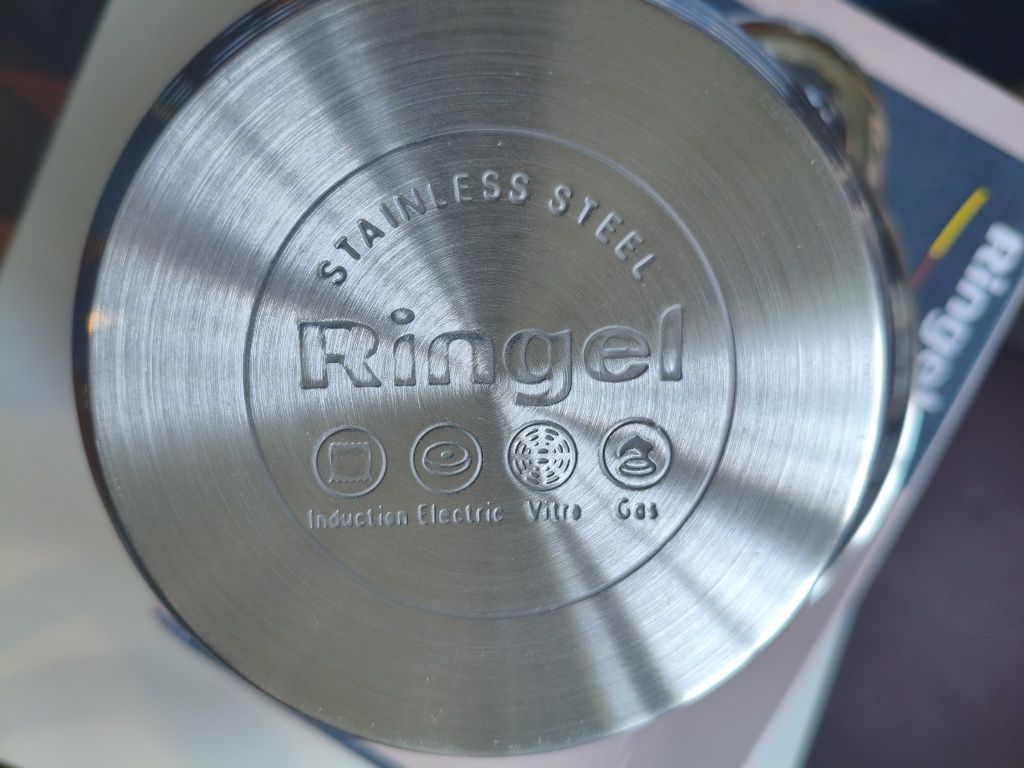 STAINLESS STEEL
Ringel
Induction Electric Vitro Gas
Ringel